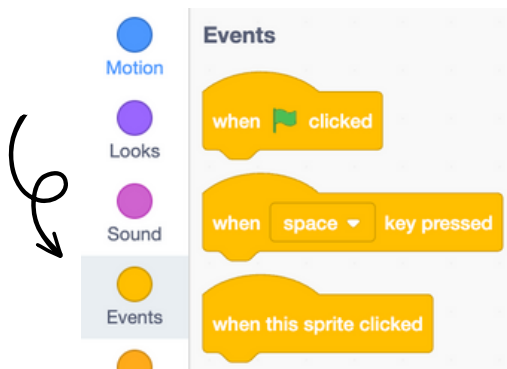 Motion
Looks
Sound
Events
Events
when clicked
when space key pressed
when this sprite clicked